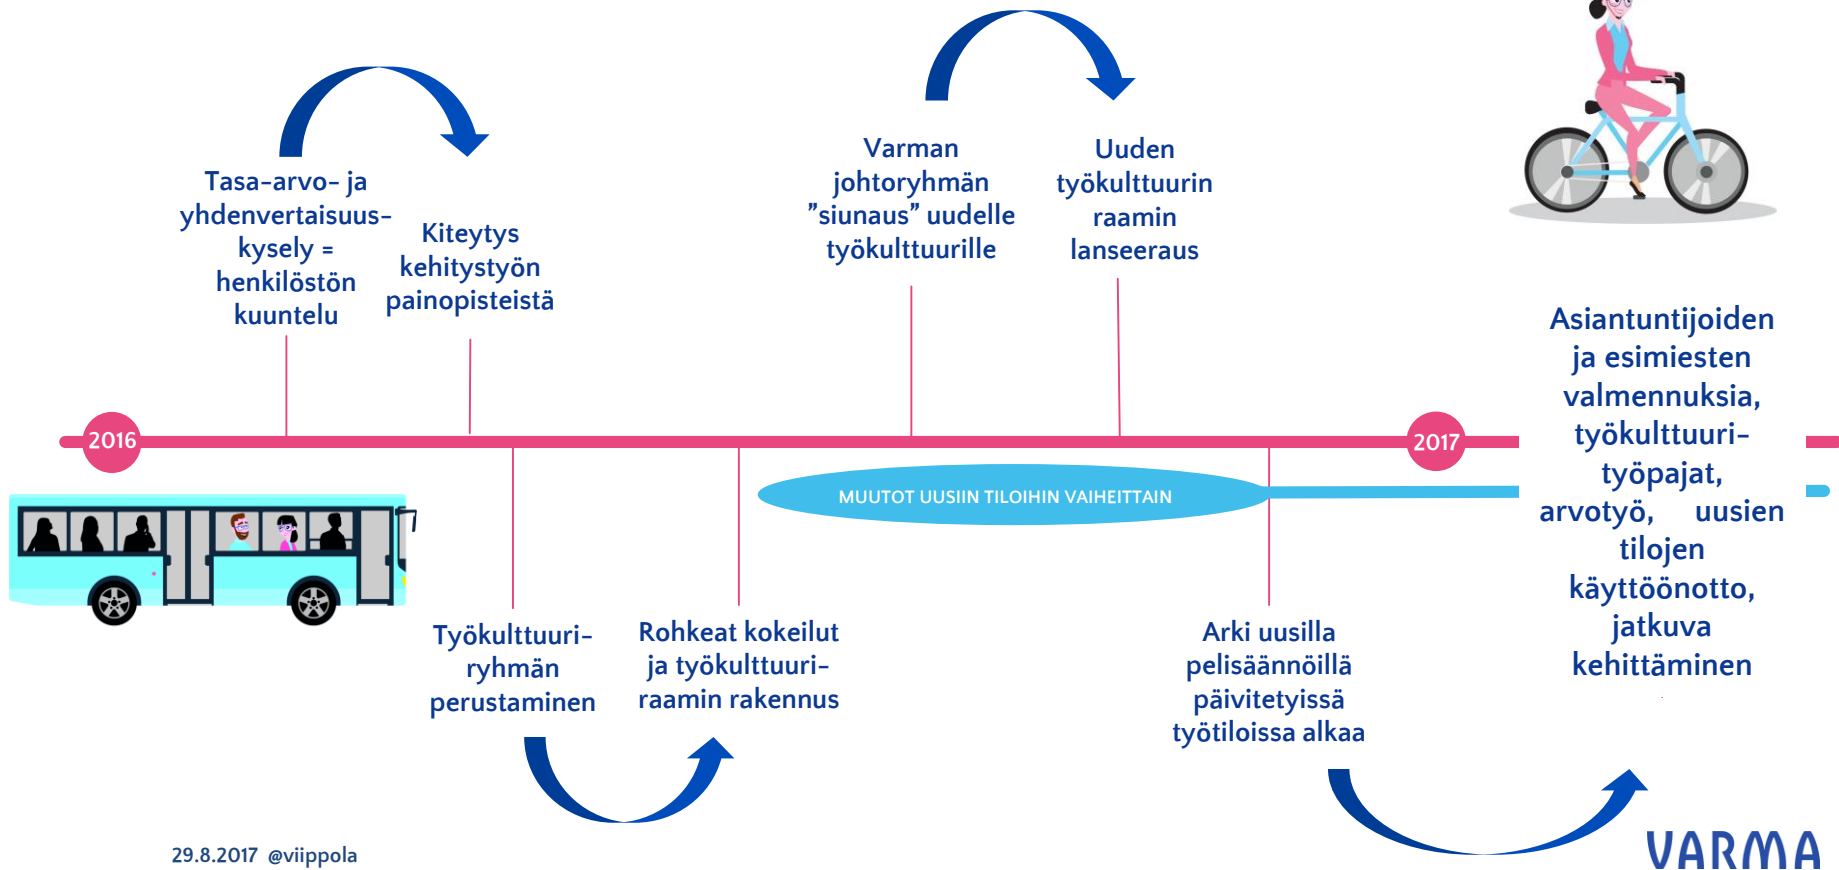 Tasa-arvo- ja
yhdenvertaisuus-
kysely =
henkilöstön
kuuntelu
Kiteytys
kehitystyön
painopisteistä
Varman
johtoryhmän
”siunaus” uudelle
työkulttuurille
Uuden
työkulttuurin
raamin
lanseeraus
2016
2017
MUUTOT UUSIIN TILOIHIN VAIHEITTAIN
Työkulttuuri-
ryhmän
perustaminen
Rohkeat kokeilut
ja työkulttuuri-
raamin rakennus
Arki uusilla
pelisäännöillä
päivitetyissä
työtiloissa alkaa
Asiantuntijoiden
ja esimiesten
valmennuksia,
työkulttuuri-
työpajat,
arvotyö, uusien
tilojen
käyttöönotto,
jatkuva
kehittäminen
29.8.2017 @viippola
VARMA